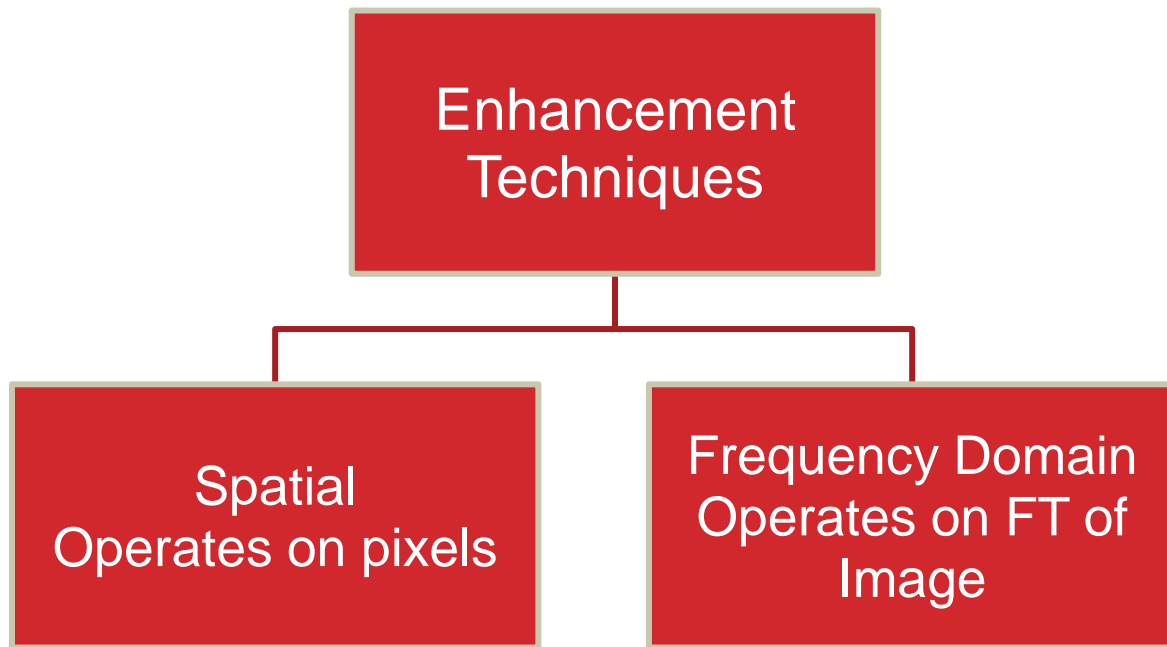 Enhancement
Techniques
Spatial
Operates on pixels
Frequency Domain
Operates on FT of
Image